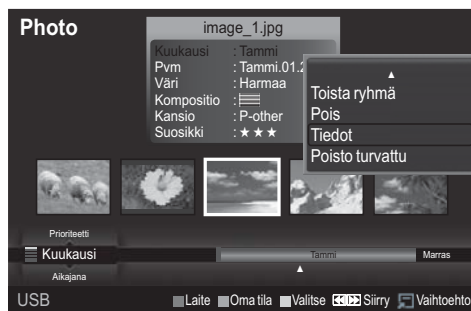 Photo
image_1.jpg
Kuukausi : Tammi
Pvm : Tammi.01.2
Väri : Harmaa
Kompositio :
Kansio : P-other
Suosikki : ★ ★ ★
▲
Toista ryhmä
Pois
Tiedot
Poisto turvattu
Prioriteetti
Kuukausi
Aikajana
Tammi
Marras
▲
USB
Laite Oma tila Valitse Siirry Vaihtoehto